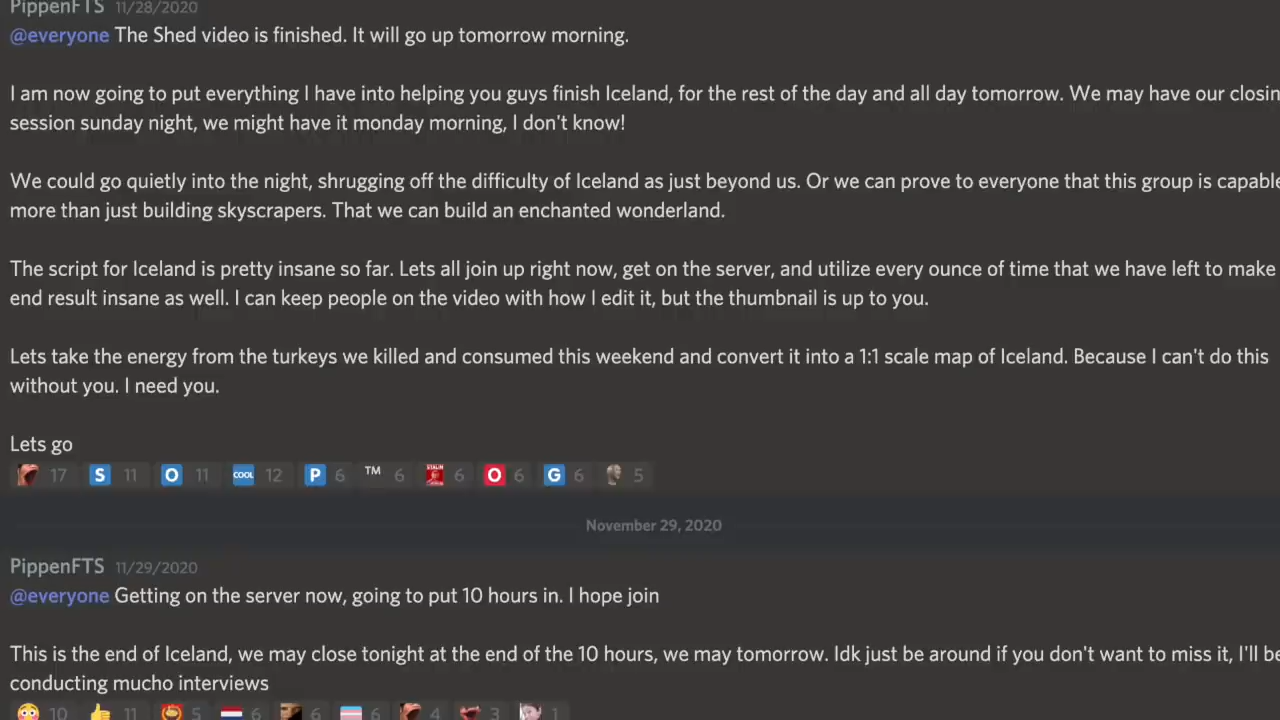 PippenFTS 11/28/2020
@everyone The Shed video is finished. It will go up tomorrow morning.
I am now going to put everything I have into helping you guys finish Iceland, for the rest of the day and all day tomorrow. We may have our closin
session sunday night, we might have it monday morning, I don't know!
We could go quietly into the night, shrugging off the difficulty of Iceland as just beyond us. Or we can prove to everyone that this group is capable
more than just building skyscrapers. That we can build an enchanted wonderland.
The script for Iceland is pretty insane so far. Lets all join up right now, get on the server, and utilize every ounce of time that we have left to make
end result insane as well. I can keep people on the video with how I edit it, but the thumbnail is up to you.
Lets take the energy from the turkeys we killed and consumed this weekend and convert it into a 1:1 scale map of Iceland. Because I can't do this
without you. I need you.
Lets go
17 S 11 O 11 COOL 12 P 6 TM 6 STALIN 6 O 6 G 6 5
November 29, 2020
PippenFTS 11/29/2020
@everyone Getting on the server now, going to put 10 hours in. I hope join
This is the end of Iceland, we may close tonight at the end of the 10 hours, we may tomorrow. Idk just be around if you don't want to miss it, I'll be
conducting mucho interviews
10 11 5 6 6 6 4 3 1